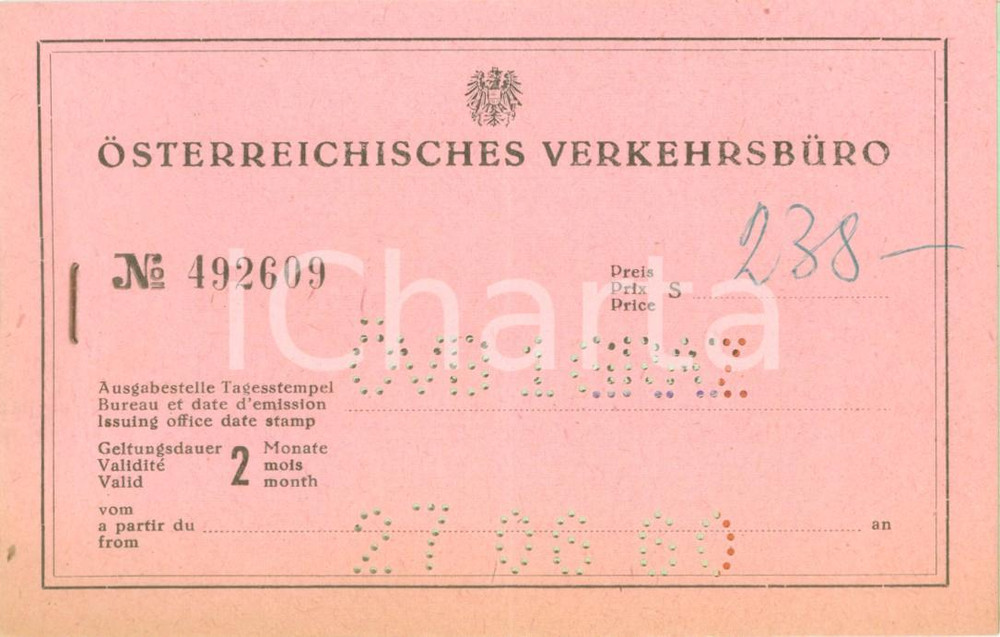 ÖSTERREICHISCHES VERKEHRSBÜRO
№ 492609
Preis
Prix S 238–
Price
ICharta
Ausgabestelle Tagesstempel
Bureau et date d'emission
Issuing office date stamp
Geltungsdauer 2 Monate
Validité mois
Valid month
vom
a partir du an
from
27 06 61